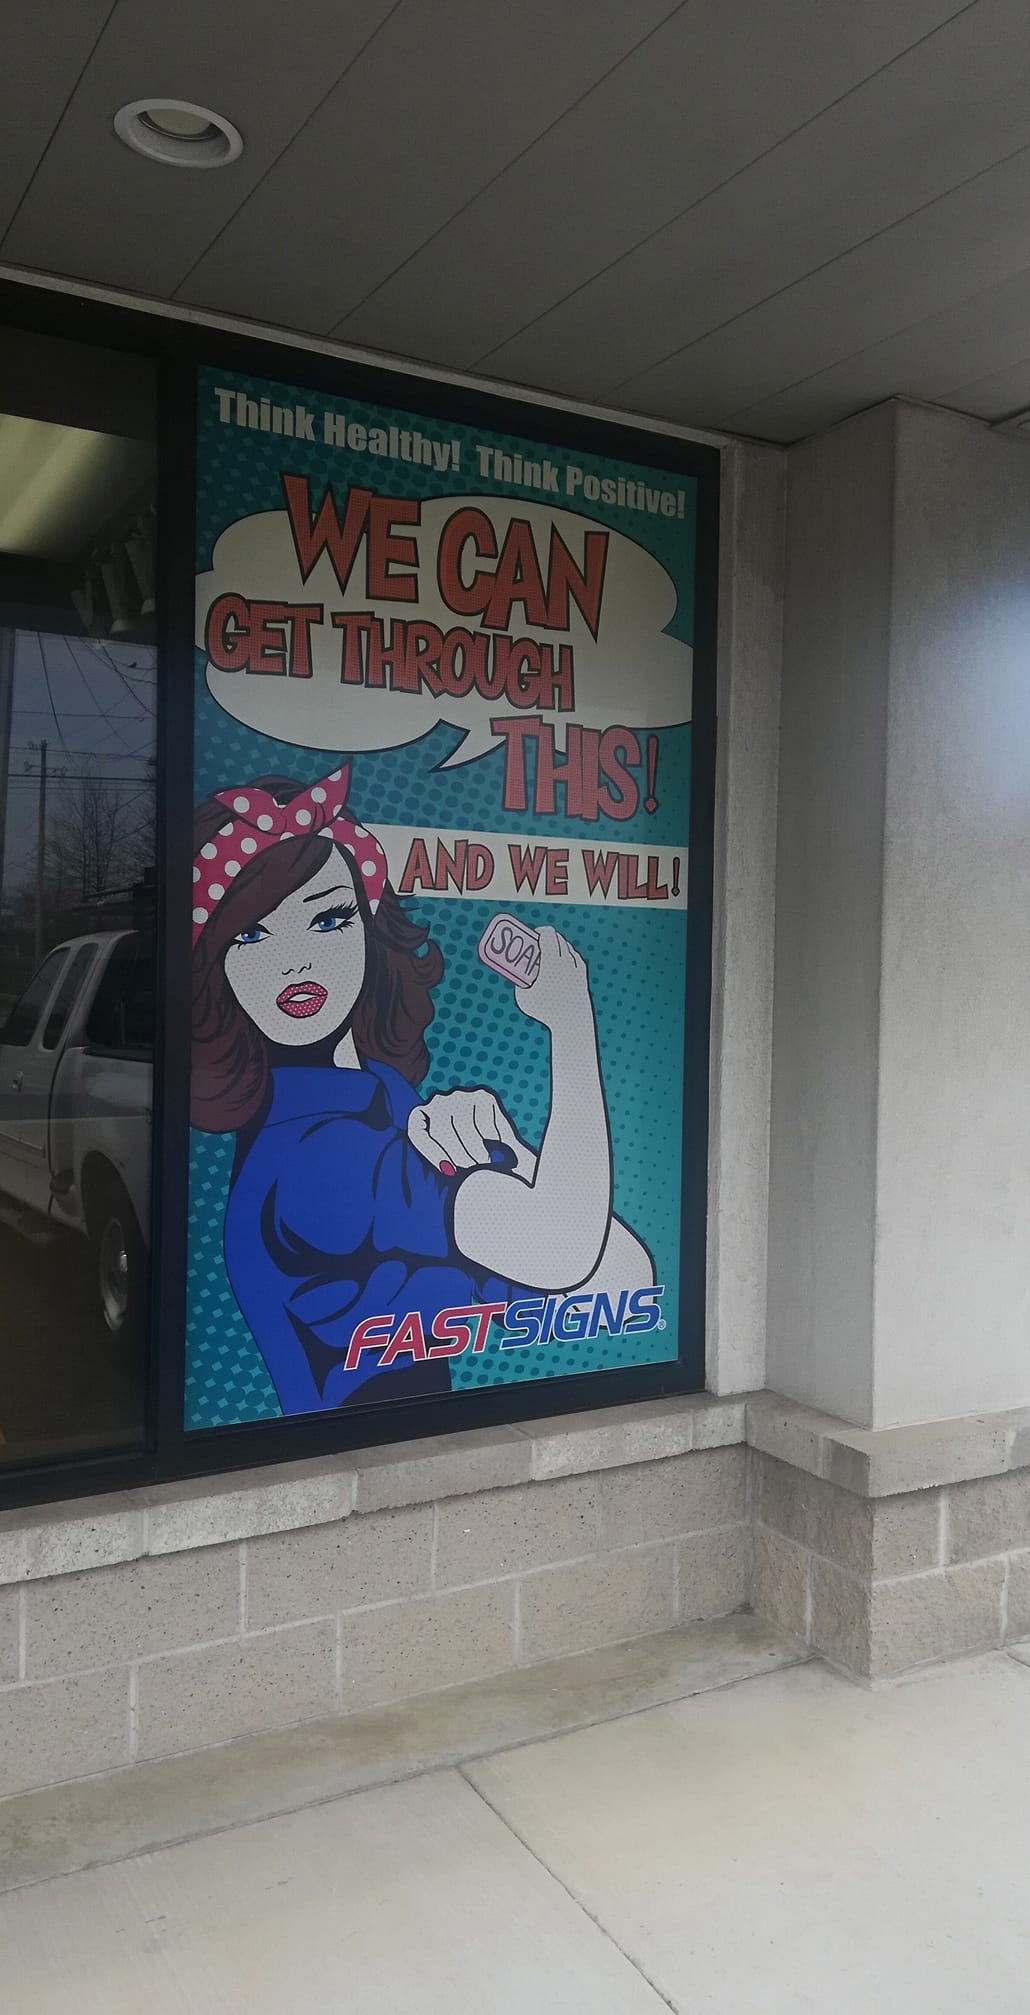 Think Healthy! Think Positive!
WE CAN
GET THROUGH
THIS!
AND WE WILL!
SOAP
FASTSIGNS®